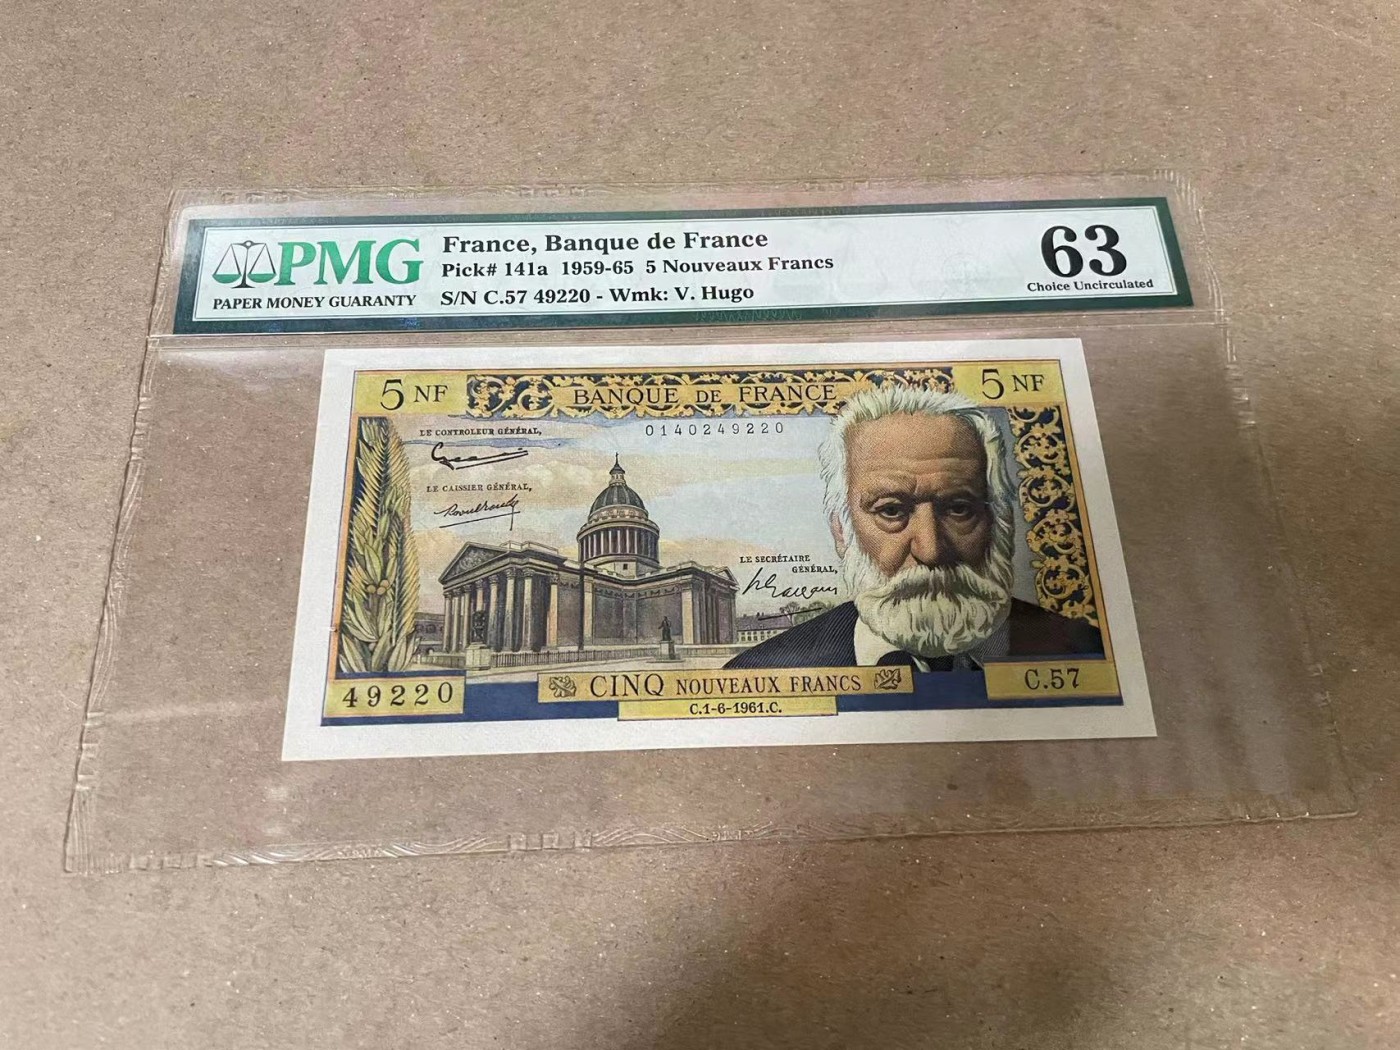 PMG
PAPER MONEY GUARANTY
France, Banque de France
Pick# 141a 1959-65 5 Nouveaux Francs
S/N C.57 49220 - Wmk: V. Hugo
63
Choice Uncirculated
5 NF
BANQUE DE FRANCE
5 NF
LE CONTROLEUR GÉNÉRAL,
0140249220
LE CAISSIER GÉNÉRAL,
LE SECRÉTAIRE
GÉNÉRAL,
49220
CINQ NOUVEAUX FRANCS
C.57
C.1-6-1961.C.